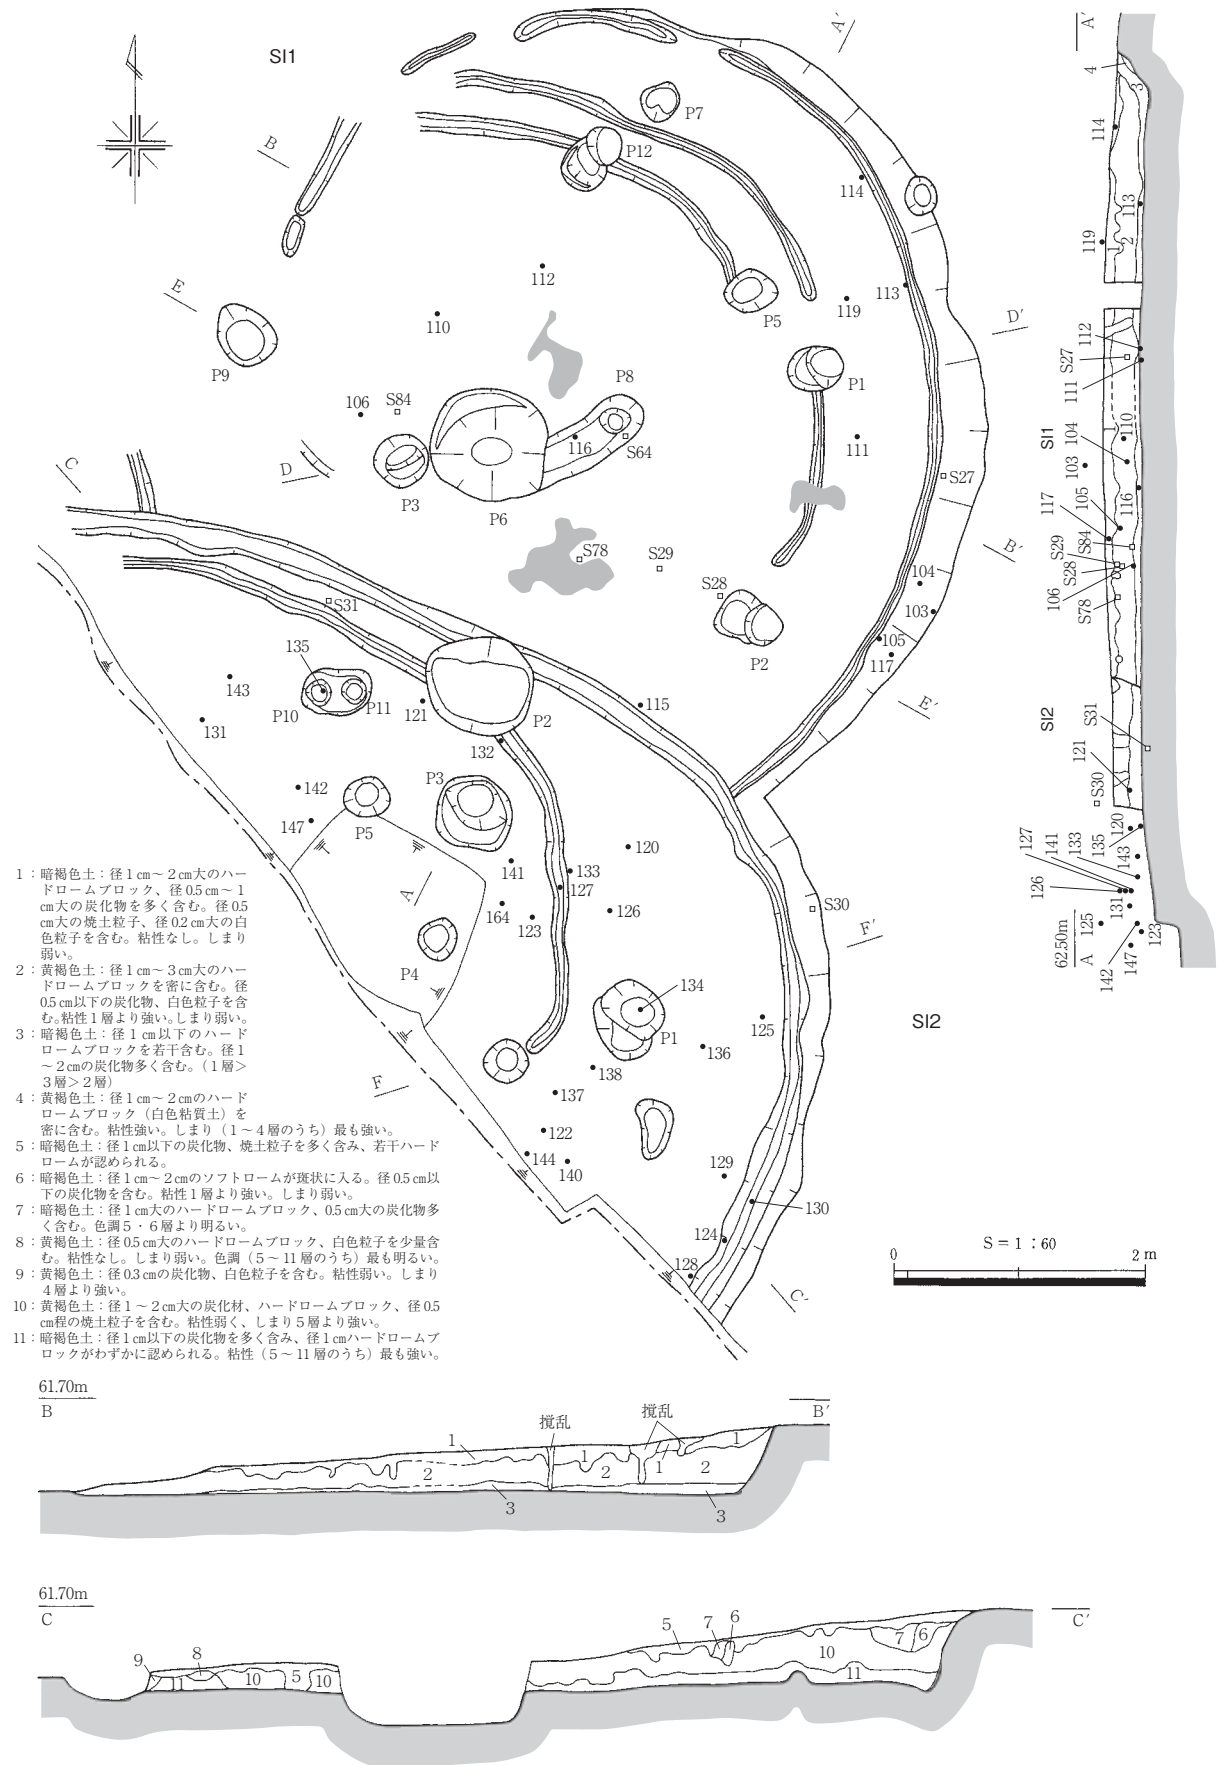 SI1
A′
B
P7
P12
114
112
E
110
P5
119
113
D′
P9
P8
P1
106
S84
116
S64
111
C
D
P3
P6
S27
S78
S29
B′
S28
104
103
S31
105
P2
117
135
143
P10
P11
121
P2
115
E′
131
132
142
P3
147
P5
120
141
133
127
A
164
126
S30
123
F′
P4
134
125
SI2
P1
136
F
138
137
122
144
140
129
130
124
128
C′
A′
4
3
114
113
119
1
2
112
S27
111
SI1
104
110
103
105
116
117
S84
S29
S28
106
S78
SI2
S31
121
S30
127
141
133
120
135
143
126
131
125
123
62.50m
A
142
147
1：暗褐色土：径1㎝～2㎝大のハー
ドロームブロック、径0.5㎝～1
㎝大の炭化物を多く含む。径0.5
㎝大の焼土粒子、径0.2㎝大の白
色粒子を含む。粘性なし。しまり
弱い。
2：黄褐色土：径1㎝～3㎝大のハー
ドロームブロックを密に含む。径
0.5㎝以下の炭化物、白色粒子を含
む。粘性1層より強い。しまり弱い。
3：暗褐色土：径1㎝以下のハード
ロームブロックを若干含む。径1
～2㎝の炭化物多く含む。（1層＞
3層＞2層）
4：黄褐色土：径1㎝～2㎝のハード
ロームブロック（白色粘質土）を
密に含む。粘性強い。しまり（1～4層のうち）最も強い。
5：暗褐色土：径1㎝以下の炭化物、焼土粒子を多く含み、若干ハード
ロームが認められる。
6：暗褐色土：径1㎝～2㎝のソフトロームが斑状に入る。径0.5㎝以
下の炭化物を含む。粘性1層より強い。しまり弱い。
7：暗褐色土：径1㎝大のハードロームブロック、0.5㎝大の炭化物多
く含む。色調5・6層より明るい。
8：黄褐色土：径0.5㎝大のハードロームブロック、白色粒子を少量含
む。粘性なし。しまり弱い。色調（5～11層のうち）最も明るい。
9：黄褐色土：径0.3㎝の炭化物、白色粒子を含む。粘性弱い。しまり
4層より強い。
10：黄褐色土：径1～2㎝大の炭化材、ハードロームブロック、径0.5
㎝程の焼土粒子を含む。粘性弱く、しまり5層より強い。
11：暗褐色土：径1㎝以下の炭化物を多く含み、径1㎝ハードロームブ
ロックがわずかに認められる。粘性（5～11層のうち）最も強い。
S＝1：60
0 2 m
61.70m
B B′
撹乱 撹乱
1 1 1 1
2 2 2
3 3
61.70m
C C′
5 7 6
7 6
9 8
11 10 5 10
10
11